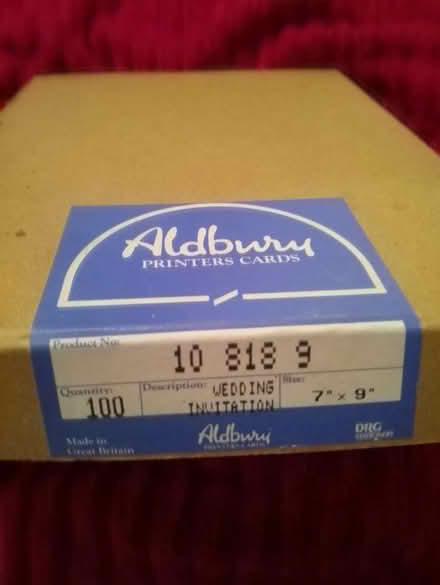 Aldbury
PRINTERS CARDS
Product No:
10 818 9
Quantity:
100
Description: WEDDING
INVITATION
Size:
7" x 9"
Made in
Great Britain
Aldbury
PRINTERS CARDS
DRG